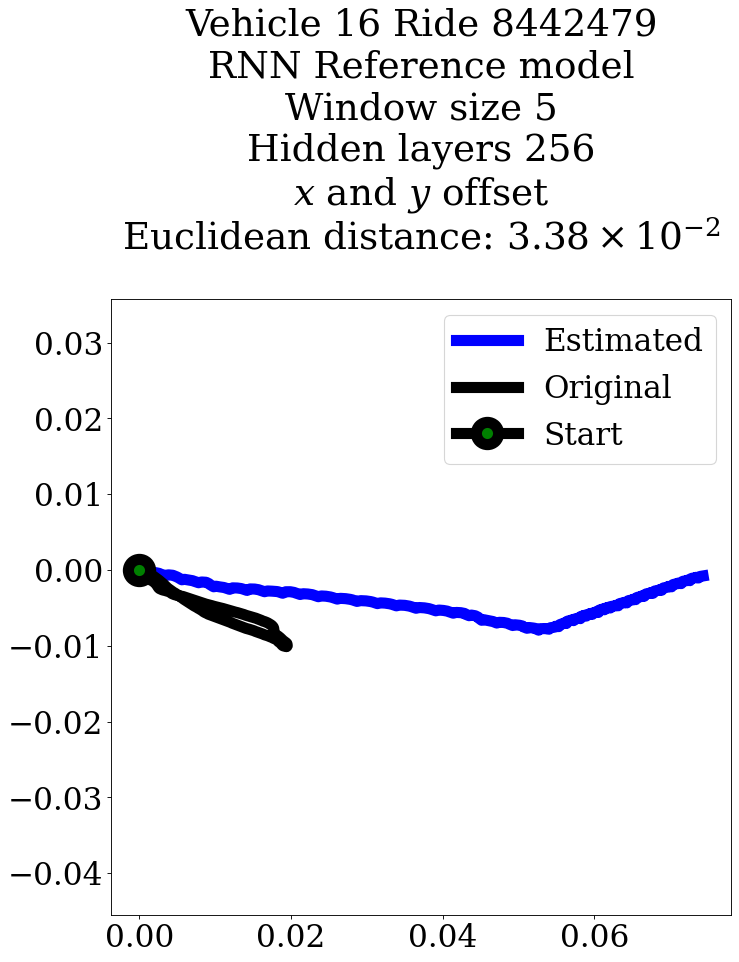 Vehicle 16 Ride 8442479
RNN Reference model
Window size 5
Hidden layers 256
x and y offset
Euclidean distance: 3.38 × 10⁻²
Estimated
Original
Start
0.03
0.02
0.01
0.00
−0.01
−0.02
−0.03
−0.04
0.00 0.02 0.04 0.06